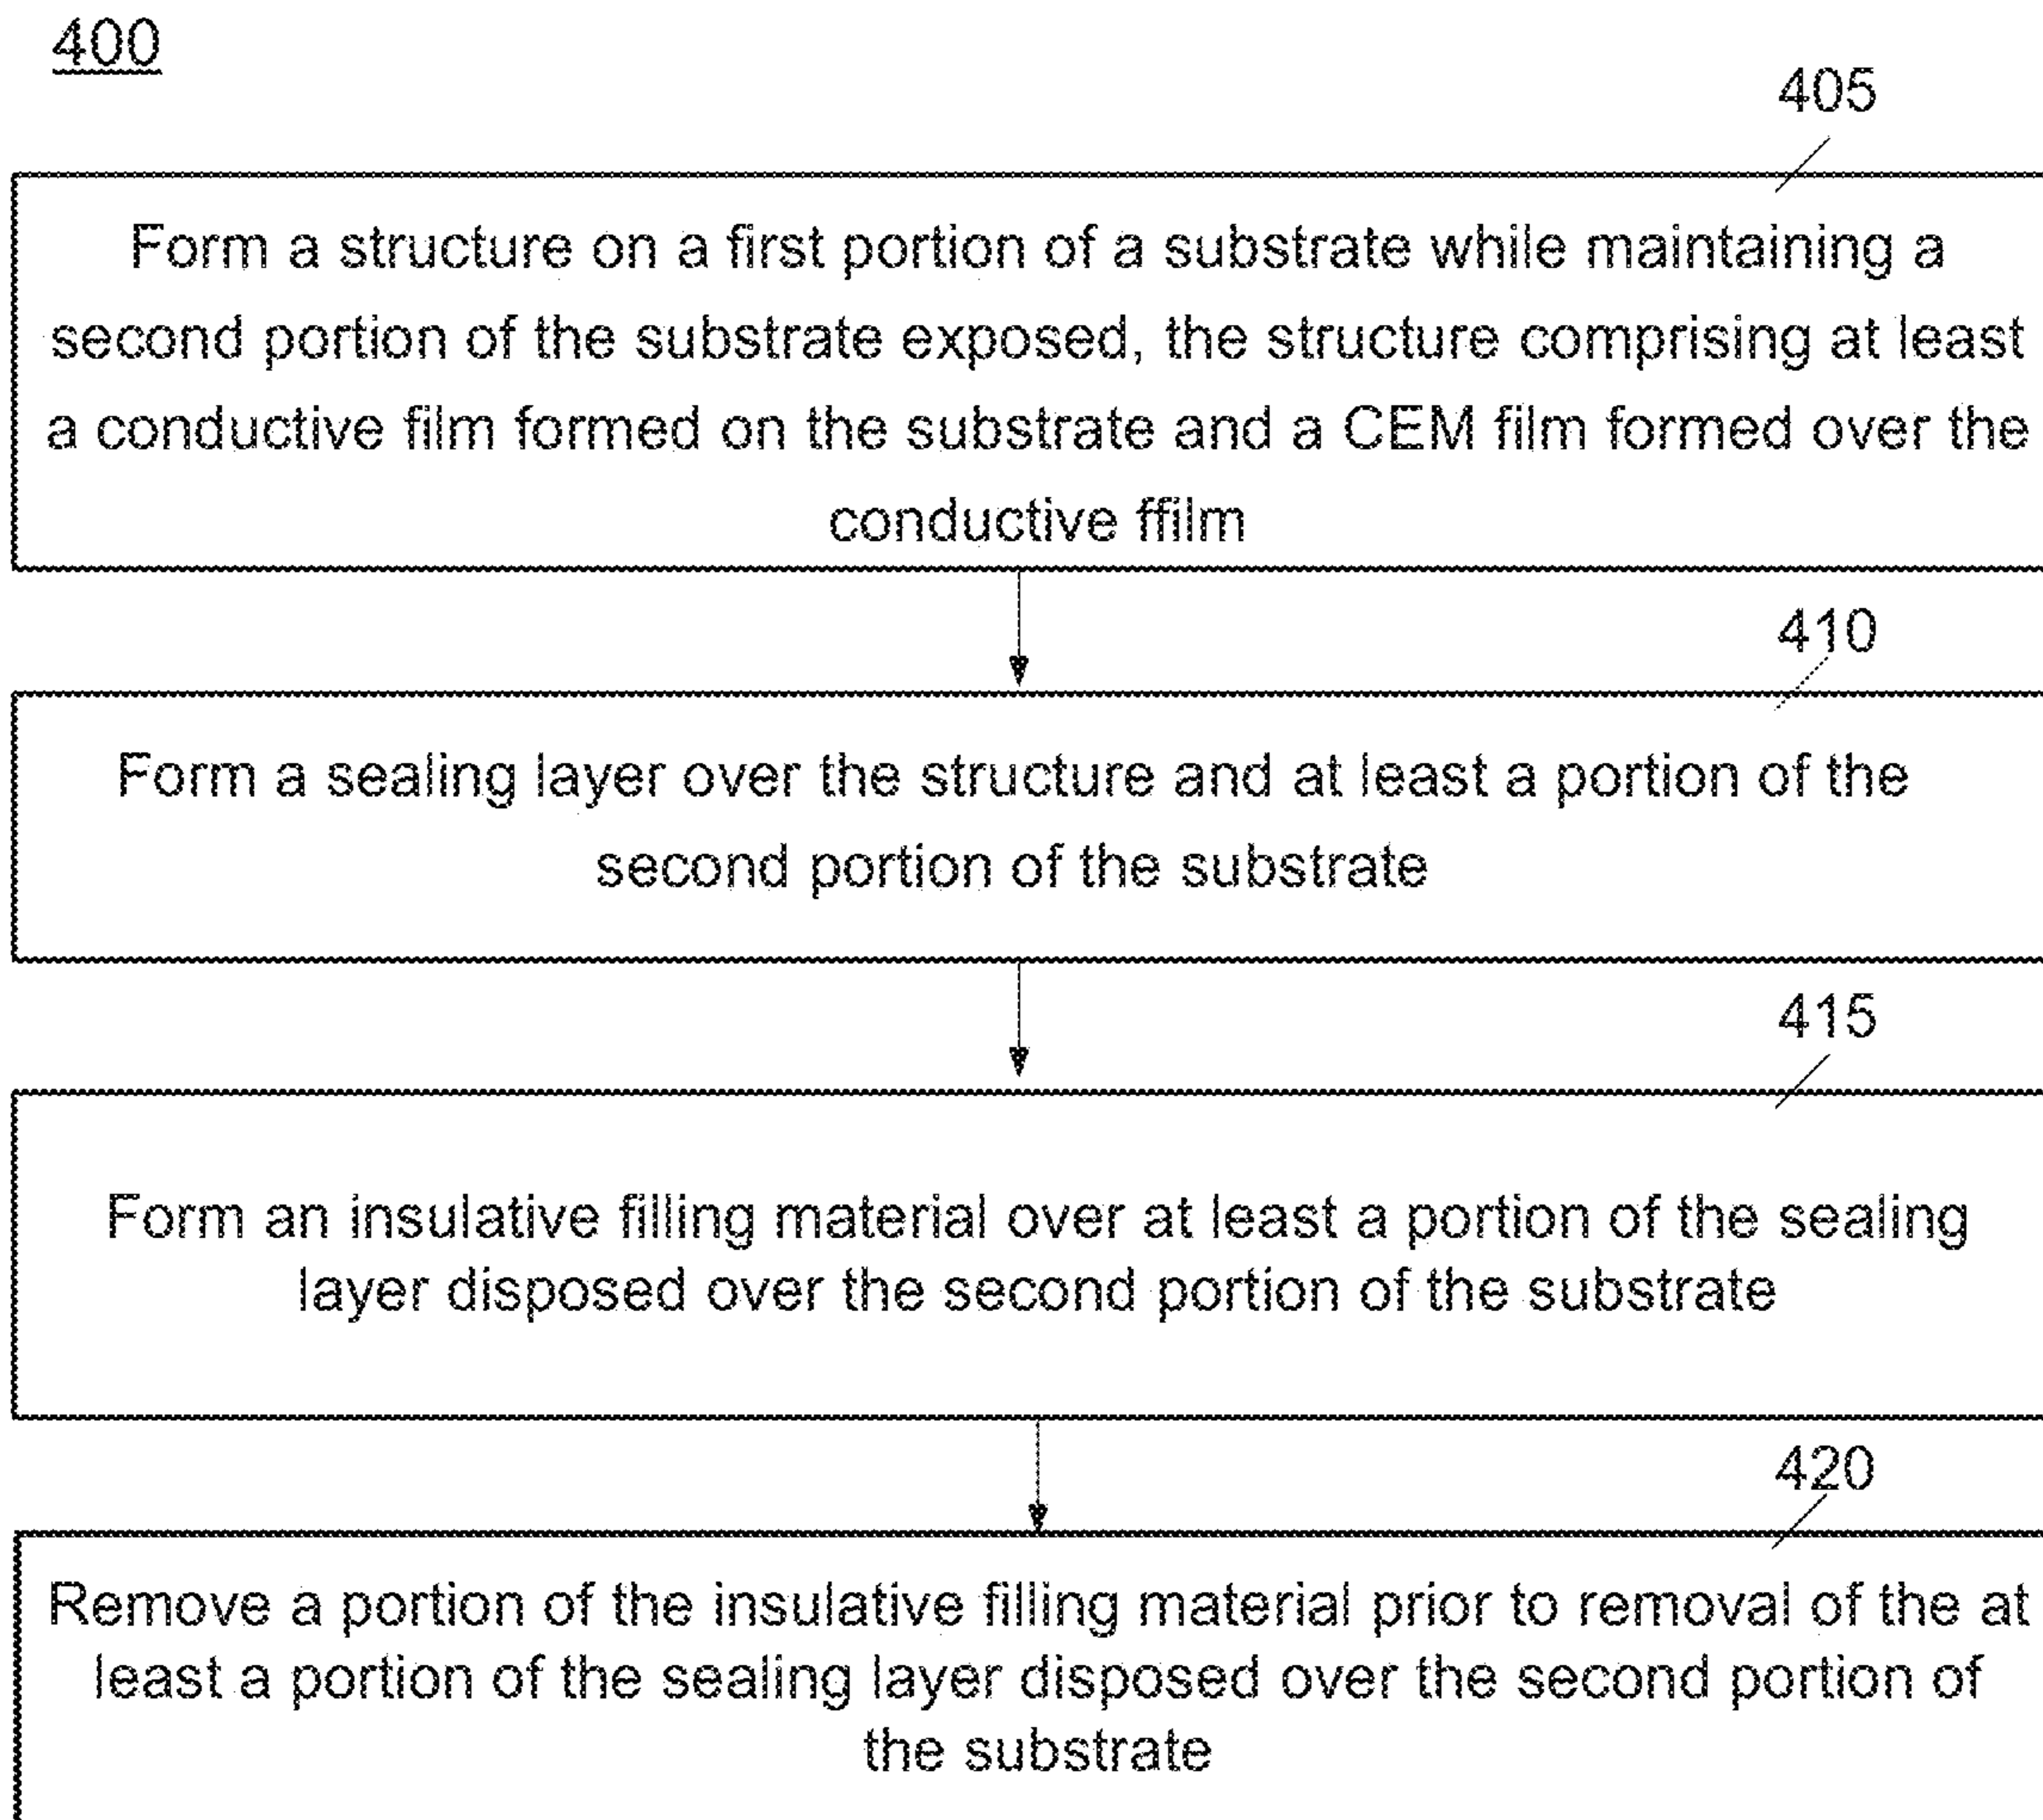 400
405
Form a structure on a first portion of a substrate while maintaining a
second portion of the substrate exposed, the structure comprising at least
a conductive film formed on the substrate and a CEM film formed over the
conductive ffilm
410
Form a sealing layer over the structure and at least a portion of the
second portion of the substrate
415
Form an insulative filling material over at least a portion of the sealing
layer disposed over the second portion of the substrate
420
Remove a portion of the insulative filling material prior to removal of the at
least a portion of the sealing layer disposed over the second portion of
the substrate